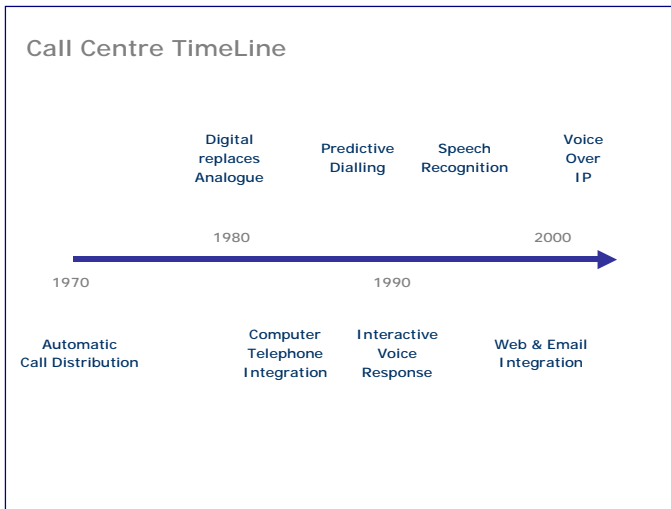 Call Centre TimeLine
Digital
replaces
Analogue
Predictive
Dialling
Speech
Recognition
Voice
Over
IP
1980
2000
1970
1990
Automatic
Call Distribution
Computer
Telephone
Integration
Interactive
Voice
Response
Web & Email
Integration